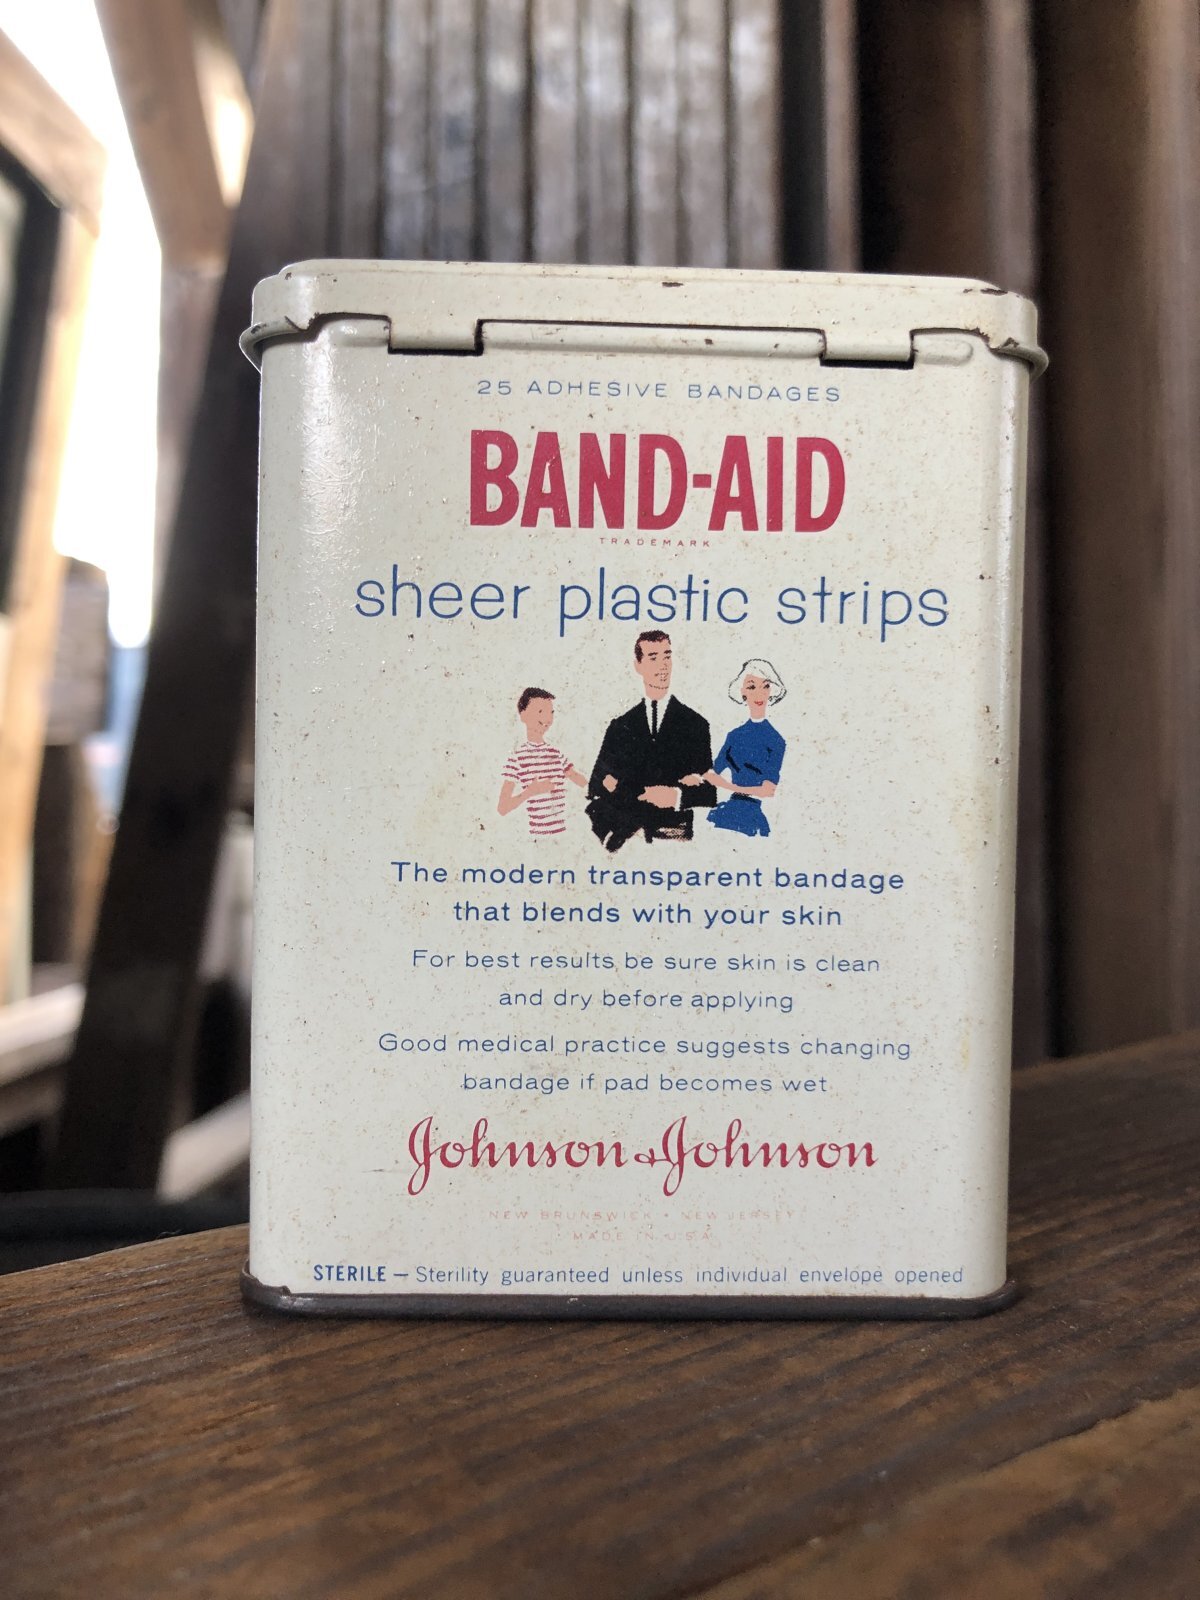 25 ADHESIVE BANDAGES
BAND-AID
TRADEMARK
sheer plastic strips
The modern transparent bandage
that blends with your skin
For best results be sure skin is clean
and dry before applying
Good medical practice suggests changing
bandage if pad becomes wet
Johnson & Johnson
NEW BRUNSWICK • NEW JERSEY
MADE IN U.S.A.
STERILE — Sterility guaranteed unless individual envelope opened